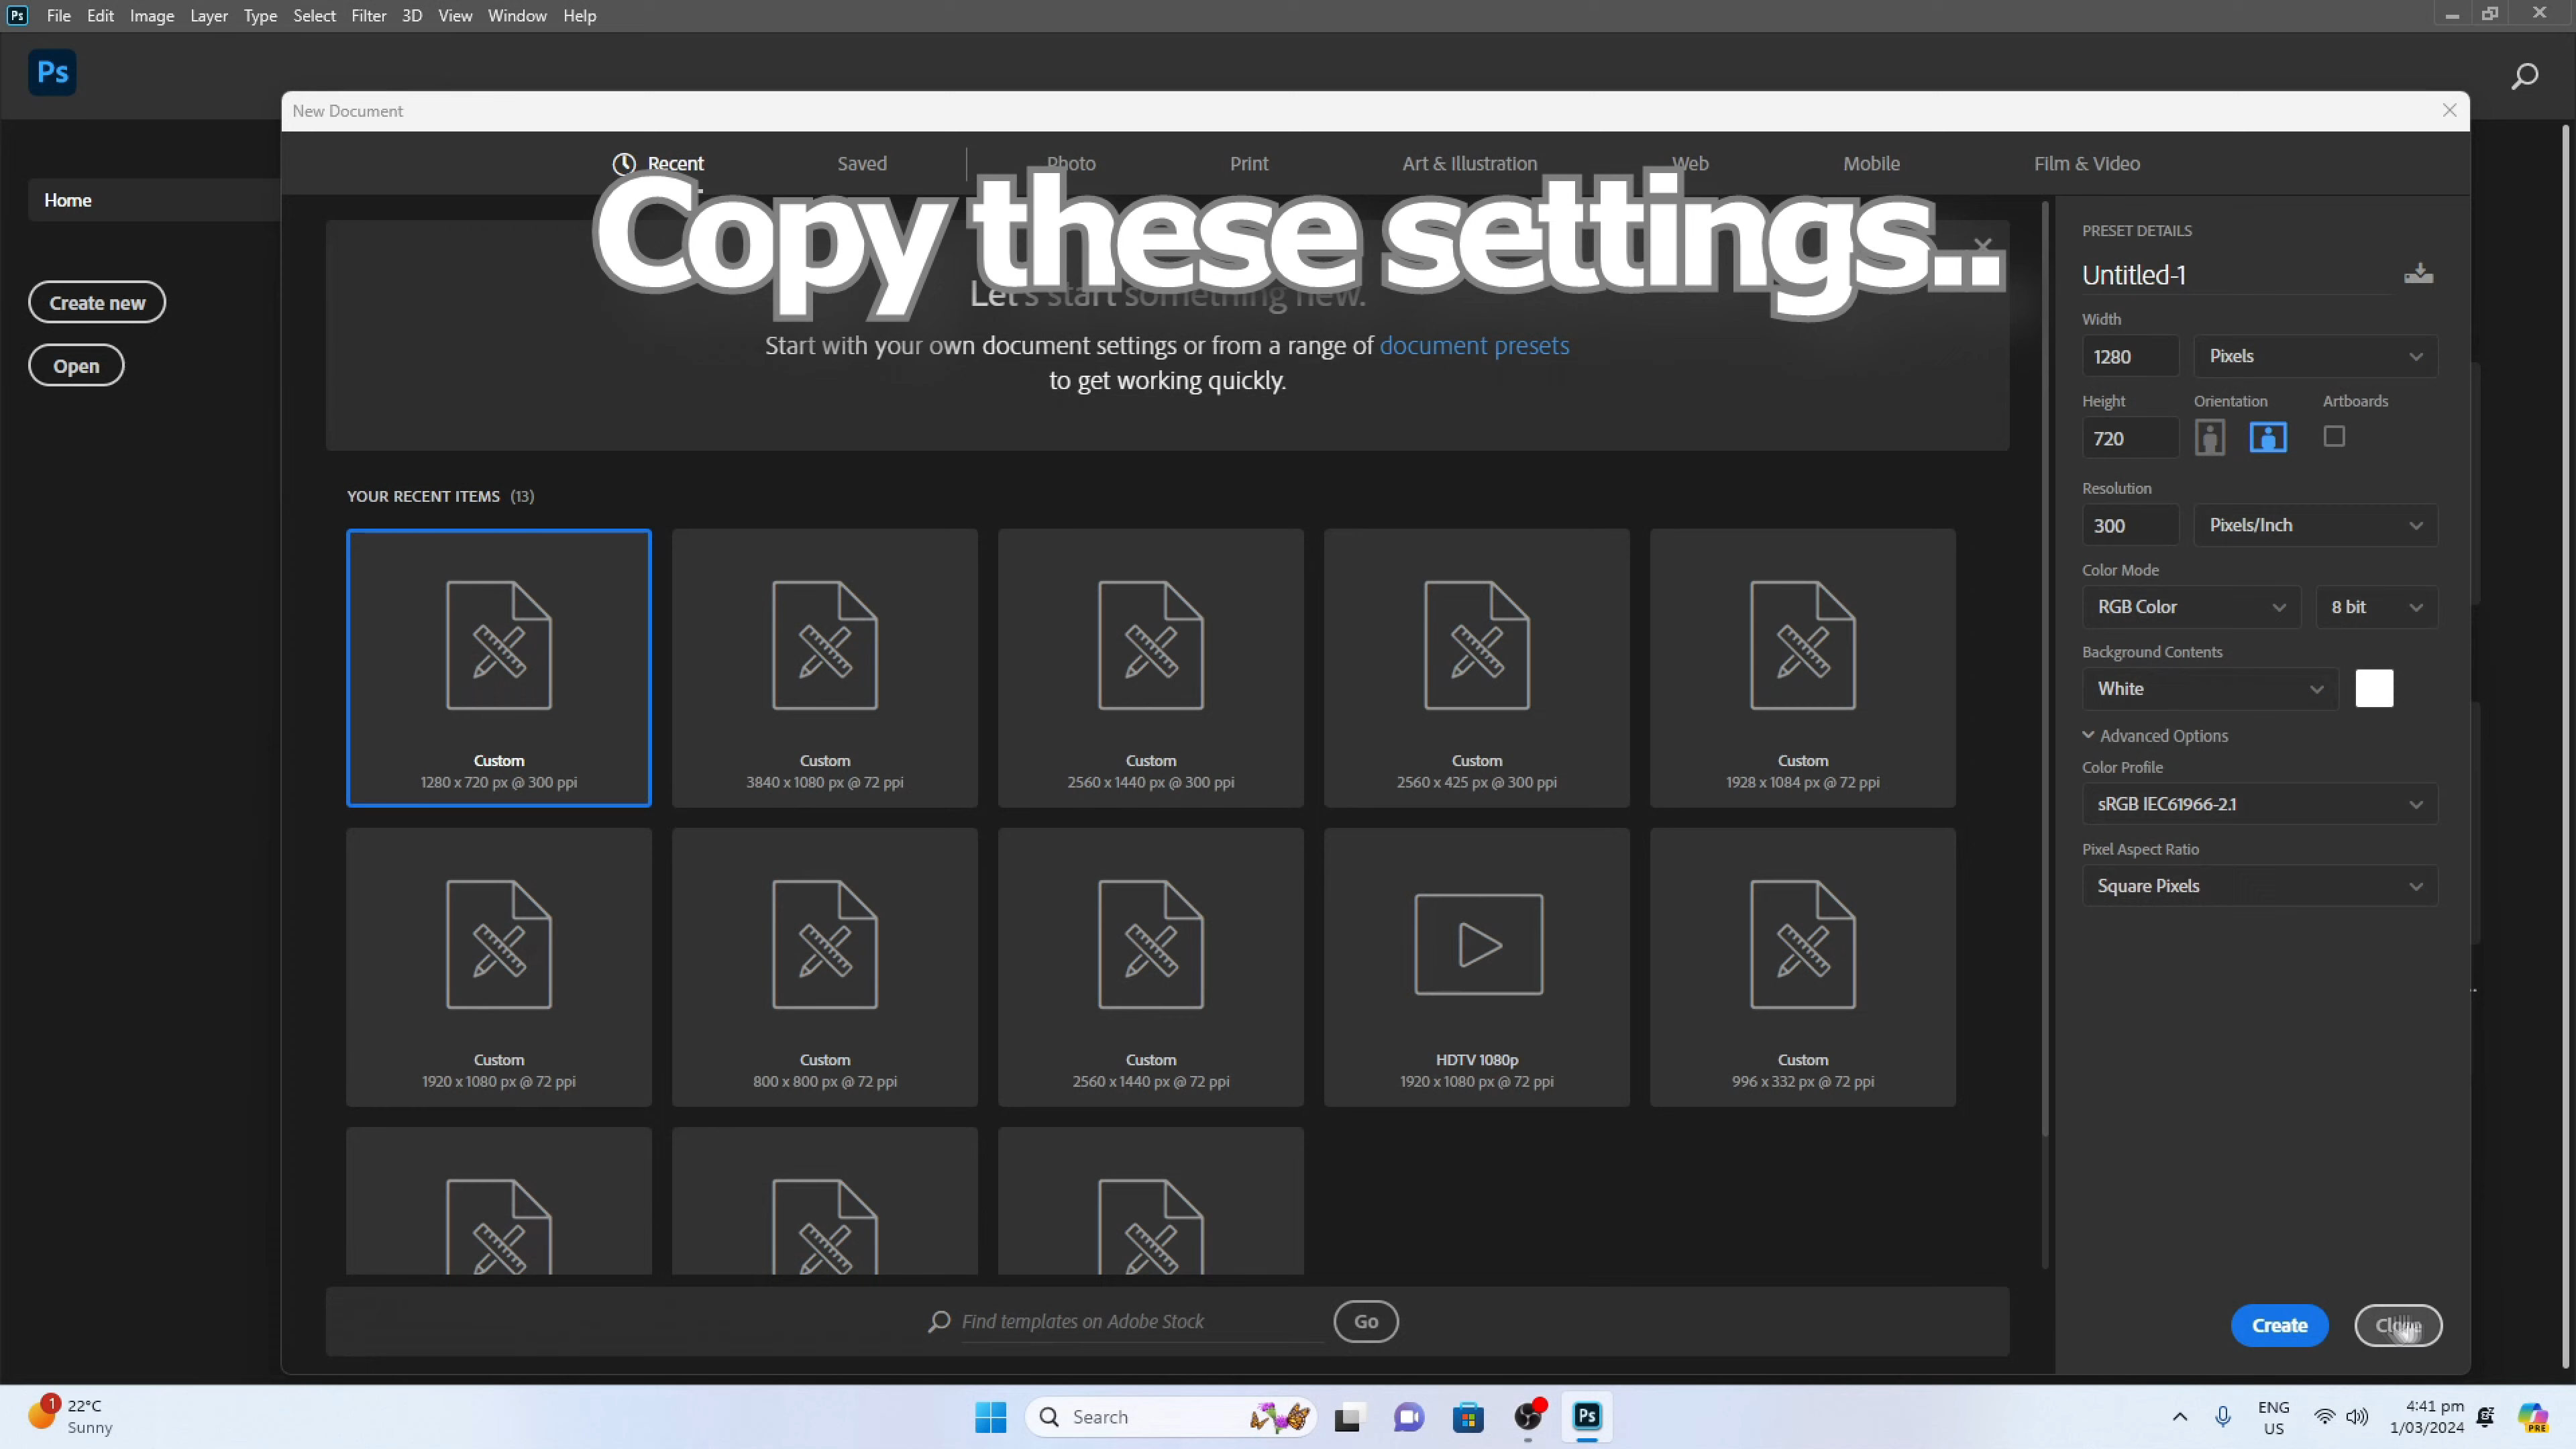 Ps File Edit Image Layer Type Select Filter 3D View Window Help
Ps
New Document
Recent Saved Photo Print Art & Illustration Web Mobile Film & Video
Copy these settings..
Home
Create new
Open
Let's start something new.
Start with your own document settings or from a range of document presets
to get working quickly.
YOUR RECENT ITEMS (13)
Custom
1280 x 720 px @ 300 ppi
Custom
3840 x 1080 px @ 72 ppi
Custom
2560 x 1440 px @ 300 ppi
Custom
2560 x 425 px @ 300 ppi
Custom
1928 x 1084 px @ 72 ppi
Custom
1920 x 1080 px @ 72 ppi
Custom
800 x 800 px @ 72 ppi
Custom
2560 x 1440 px @ 72 ppi
HDTV 1080p
1920 x 1080 px @ 72 ppi
Custom
996 x 332 px @ 72 ppi
Find templates on Adobe Stock Go
PRESET DETAILS
Untitled-1
Width
1280 Pixels
Height Orientation Artboards
720
Resolution
300 Pixels/Inch
Color Mode
RGB Color 8 bit
Background Contents
White
Advanced Options
Color Profile
sRGB IEC61966-2.1
Pixel Aspect Ratio
Square Pixels
Create Close
1
22°C
Sunny
Search
Ps
ENG
US
4:41 pm
1/03/2024
PRE